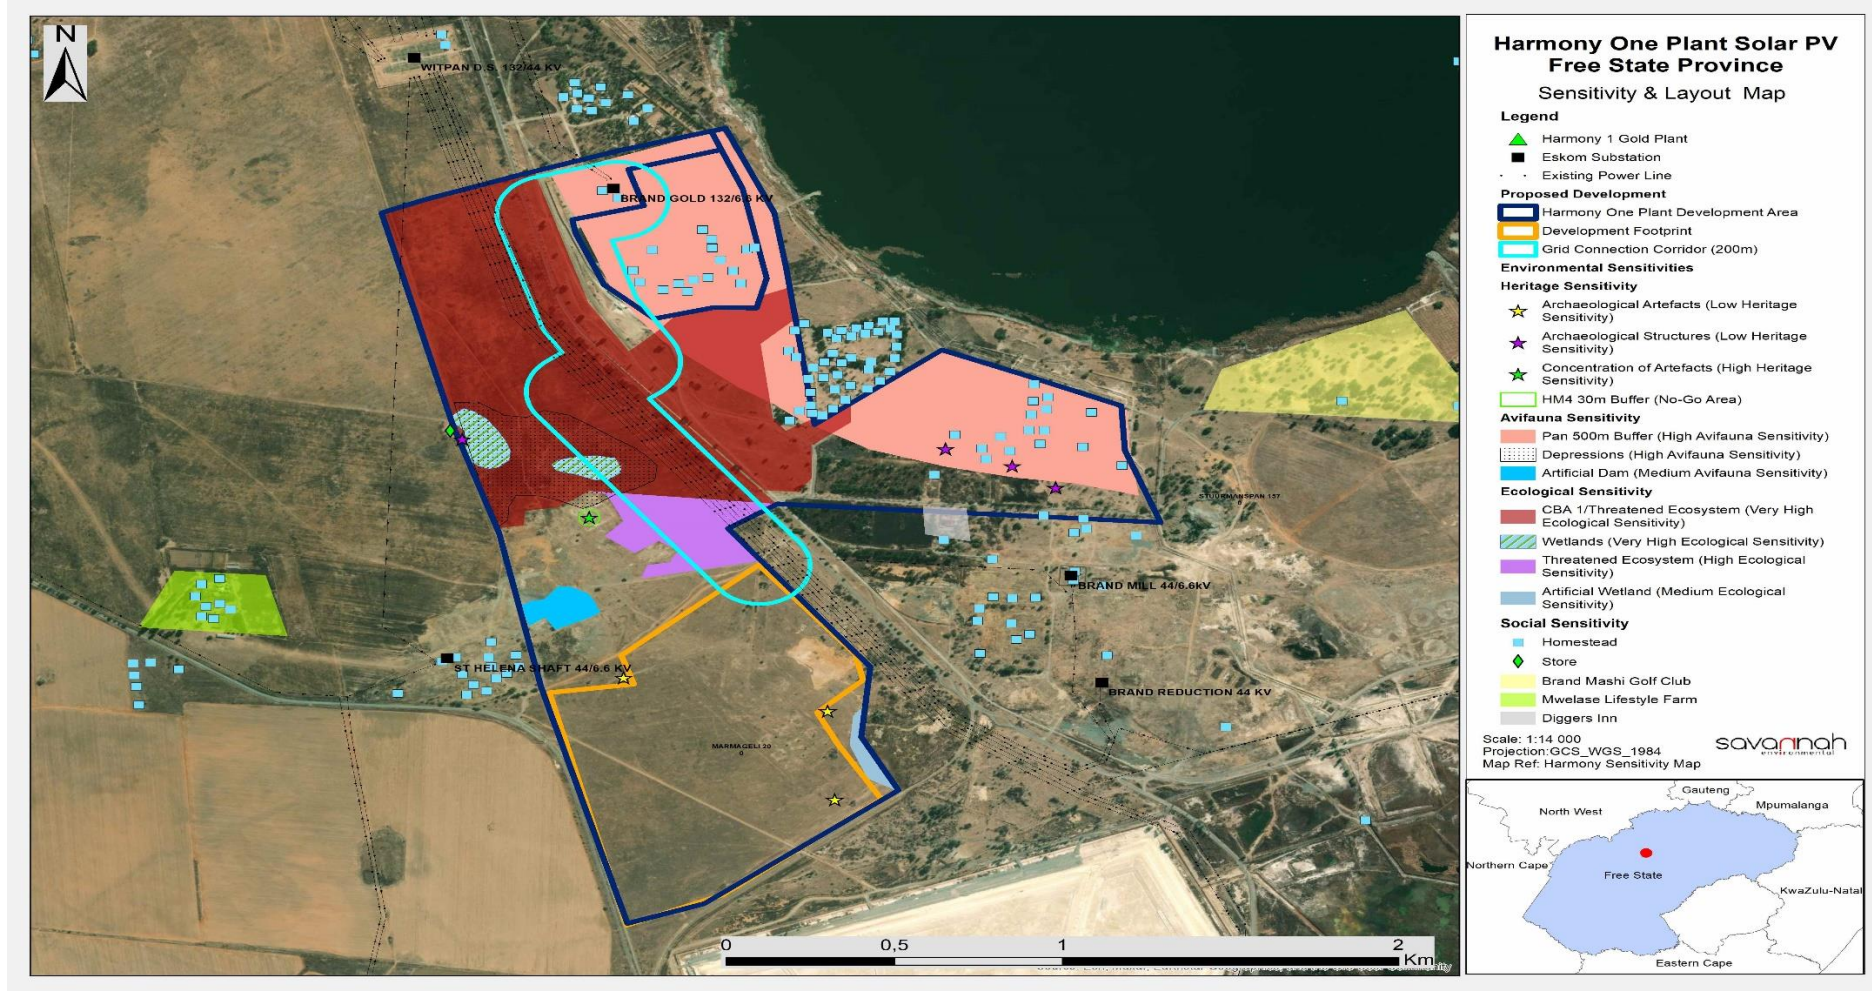 N
WITPAN D.S. 132/44 KV
BRAND GOLD 132/6.6 KV
STUURMANSPAN 157
0
BRAND MILL 44/6.6kV
ST HELENA SHAFT 44/6.6 KV
BRAND REDUCTION 44 KV
MARMAGELI 20
0
0 0,5 1 2
Km
Harmony One Plant Solar PV
Free State Province
Sensitivity & Layout Map
Legend
Harmony 1 Gold Plant
Eskom Substation
Existing Power Line
Proposed Development
Harmony One Plant Development Area
Development Footprint
Grid Connection Corridor (200m)
Environmental Sensitivities
Heritage Sensitivity
Archaeological Artefacts (Low Heritage
Sensitivity)
Archaeological Structures (Low Heritage
Sensitivity)
Concentration of Artefacts (High Heritage
Sensitivity)
HM4 30m Buffer (No-Go Area)
Avifauna Sensitivity
Pan 500m Buffer (High Avifauna Sensitivity)
Depressions (High Avifauna Sensitivity)
Artificial Dam (Medium Avifauna Sensitivity)
Ecological Sensitivity
CBA 1/Threatened Ecosystem (Very High
Ecological Sensitivity)
Wetlands (Very High Ecological Sensitivity)
Threatened Ecosystem (High Ecological
Sensitivity)
Artificial Wetland (Medium Ecological
Sensitivity)
Social Sensitivity
Homestead
Store
Brand Mashi Golf Club
Mwelase Lifestyle Farm
Diggers Inn
Scale: 1:14 000
Projection:GCS_WGS_1984
Map Ref: Harmony Sensitivity Map
savannah
environmental
Gauteng
North West
Mpumalanga
Northern Cape
Free State
KwaZulu-Natal
Eastern Cape